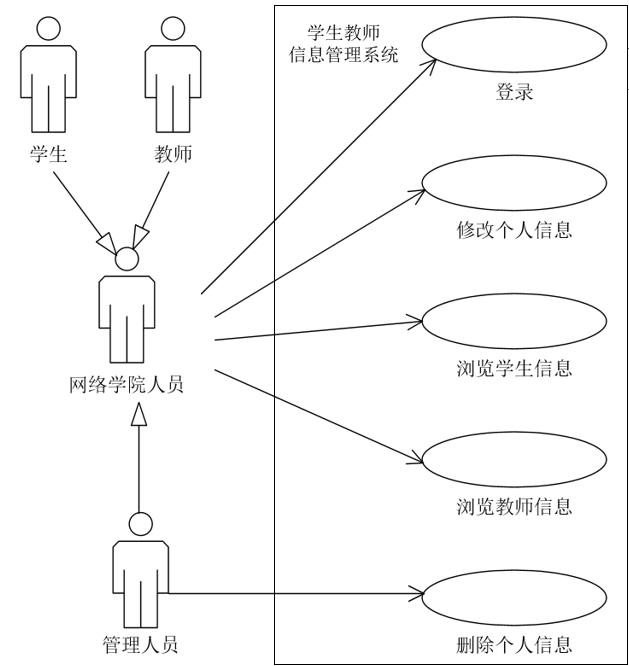 学生教师
信息管理系统
登录
学生
教师
修改个人信息
浏览学生信息
网络学院人员
浏览教师信息
管理人员
删除个人信息